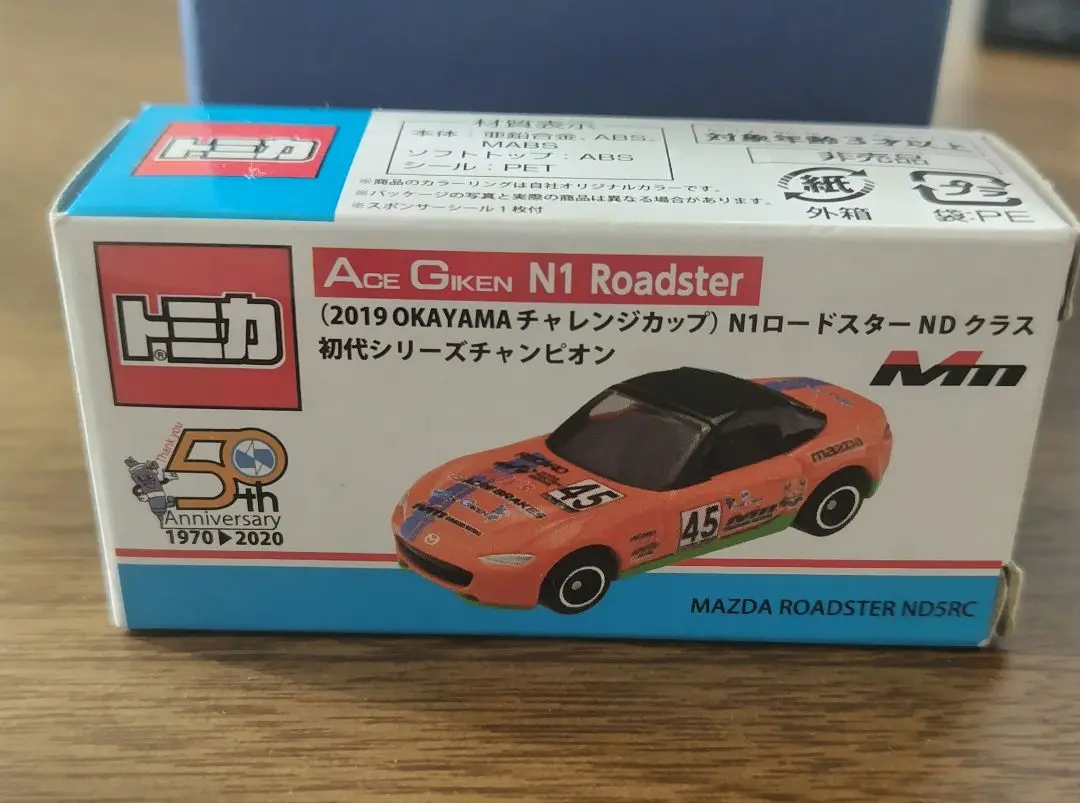 トミカ
材質表示
本体：亜鉛合金、ABS、
MABS
ソフトトップ：ABS
シール：PET
※商品のカラーリングは自社オリジナルカラーです。
※パッケージの写真と実際の商品は異なる場合があります。
※スポンサーシール１枚付
対象年齢３才以上
非売品
紙
外箱
プラ
袋:PE
トミカ®
ACE GIKEN N1 Roadster
（2019 OKAYAMA チャレンジカップ）N1ロードスター ND クラス
初代シリーズチャンピオン
Mm
Thank you
50th
Anniversary
1970▶2020
45
BRAKES
45
mazda
MAZDA ROADSTER ND5RC